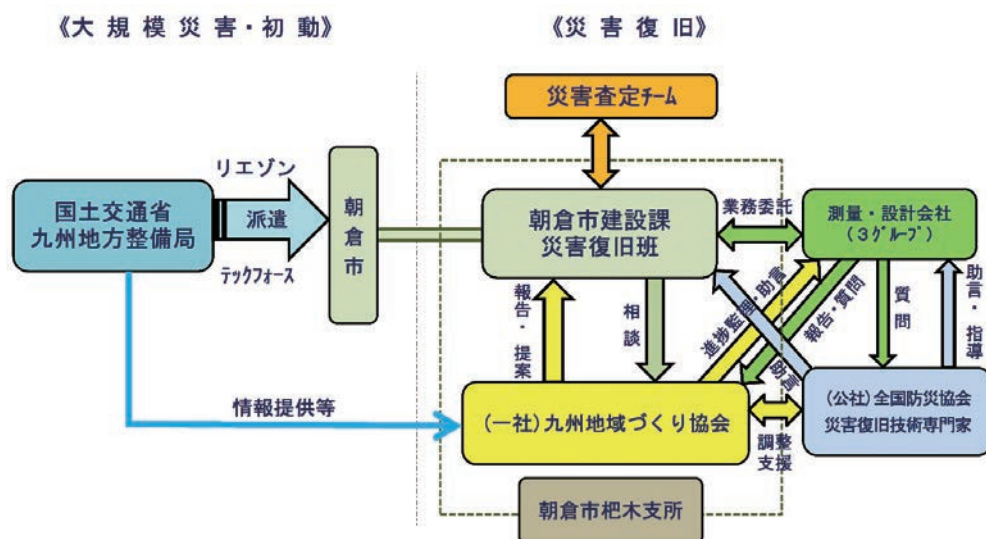 《大規模災害・初動》
《災害復旧》
災害査定ﾁｰﾑ
リエゾン
派遣
ﾃｯｸﾌｫｰｽ
国土交通省
九州地方整備局
朝倉市
朝倉市建設課
災害復旧班
業務委託
測量・設計会社
(3ｸﾞﾙｰﾌﾟ)
報告・提案
相談
進捗監理・助言
報告・質問
助言
質問
助言・指導
情報提供等
(一社)九州地域づくり協会
調整
支援
(公社)全国防災協会
災害復旧技術専門家
朝倉市杷木支所